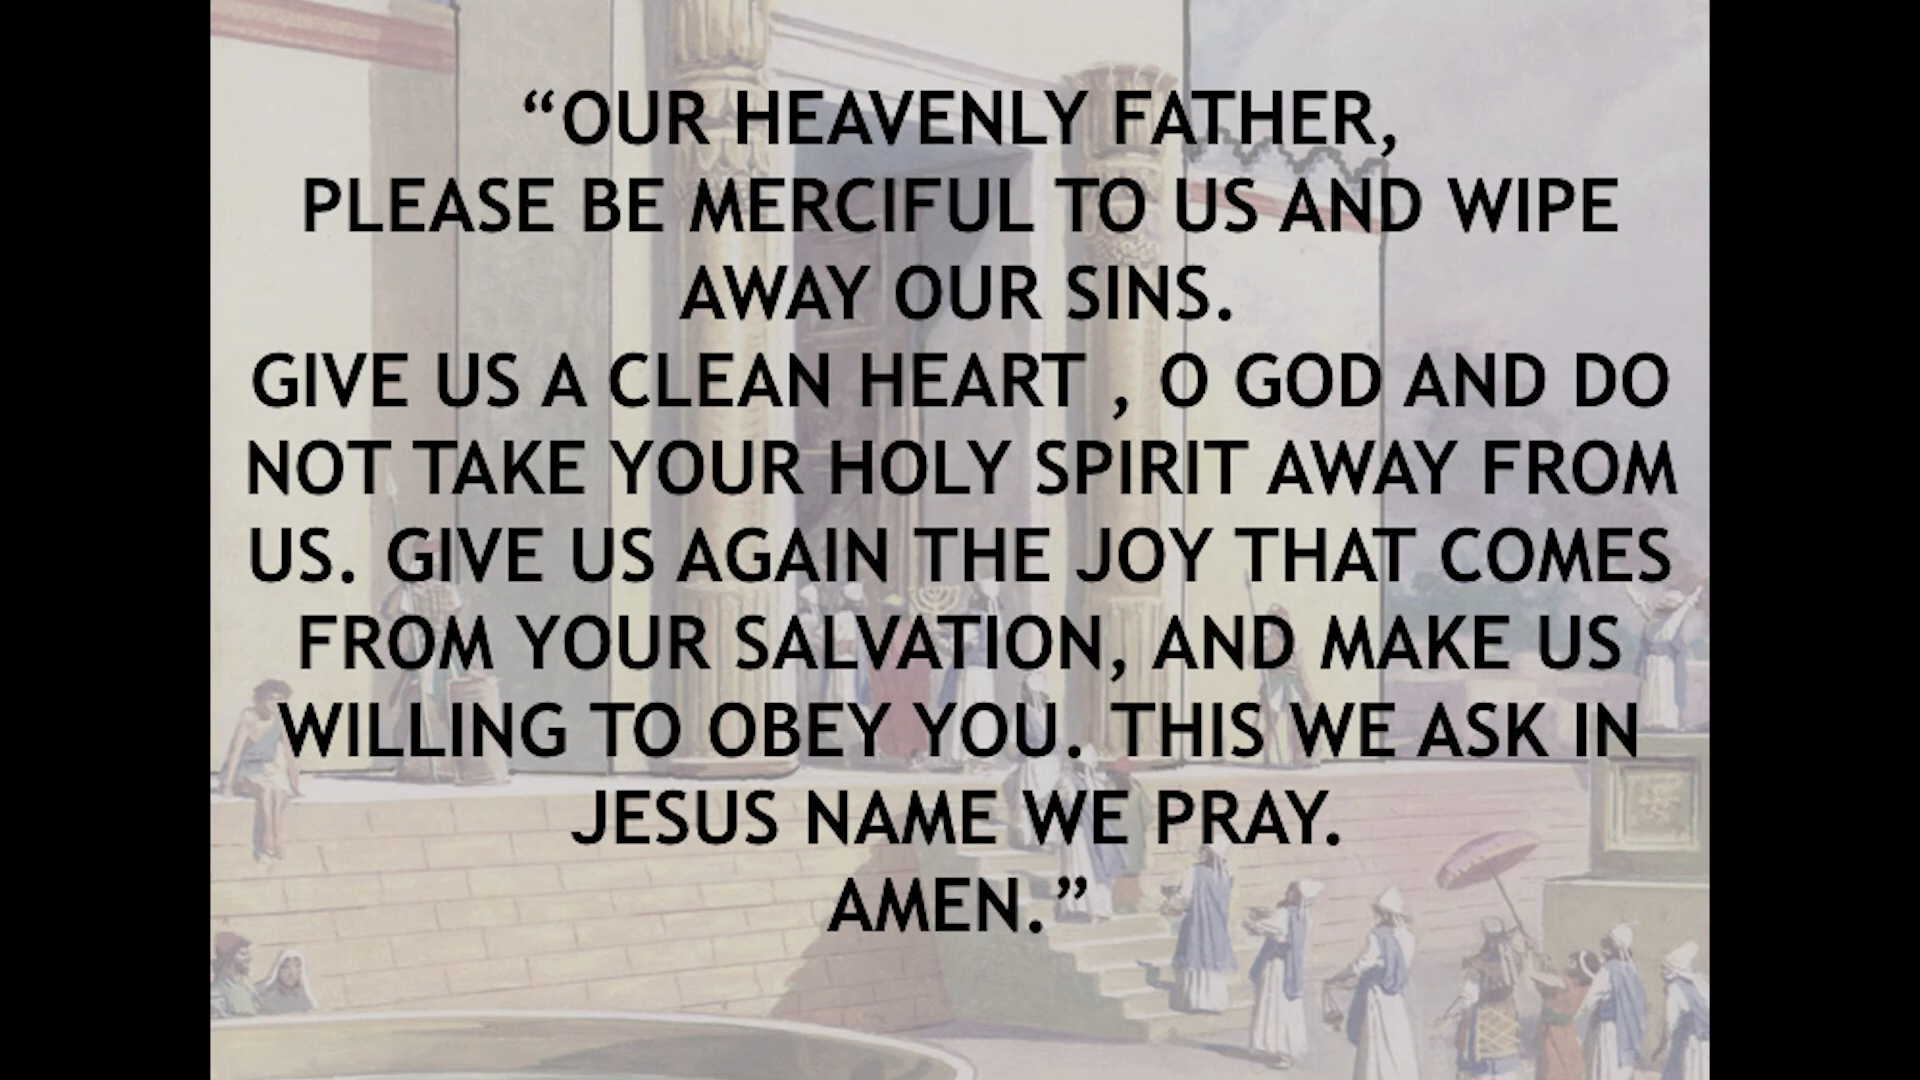 “OUR HEAVENLY FATHER,
PLEASE BE MERCIFUL TO US AND WIPE
AWAY OUR SINS.
GIVE US A CLEAN HEART , O GOD AND DO
NOT TAKE YOUR HOLY SPIRIT AWAY FROM
US. GIVE US AGAIN THE JOY THAT COMES
FROM YOUR SALVATION, AND MAKE US
WILLING TO OBEY YOU. THIS WE ASK IN
JESUS NAME WE PRAY.
AMEN.”